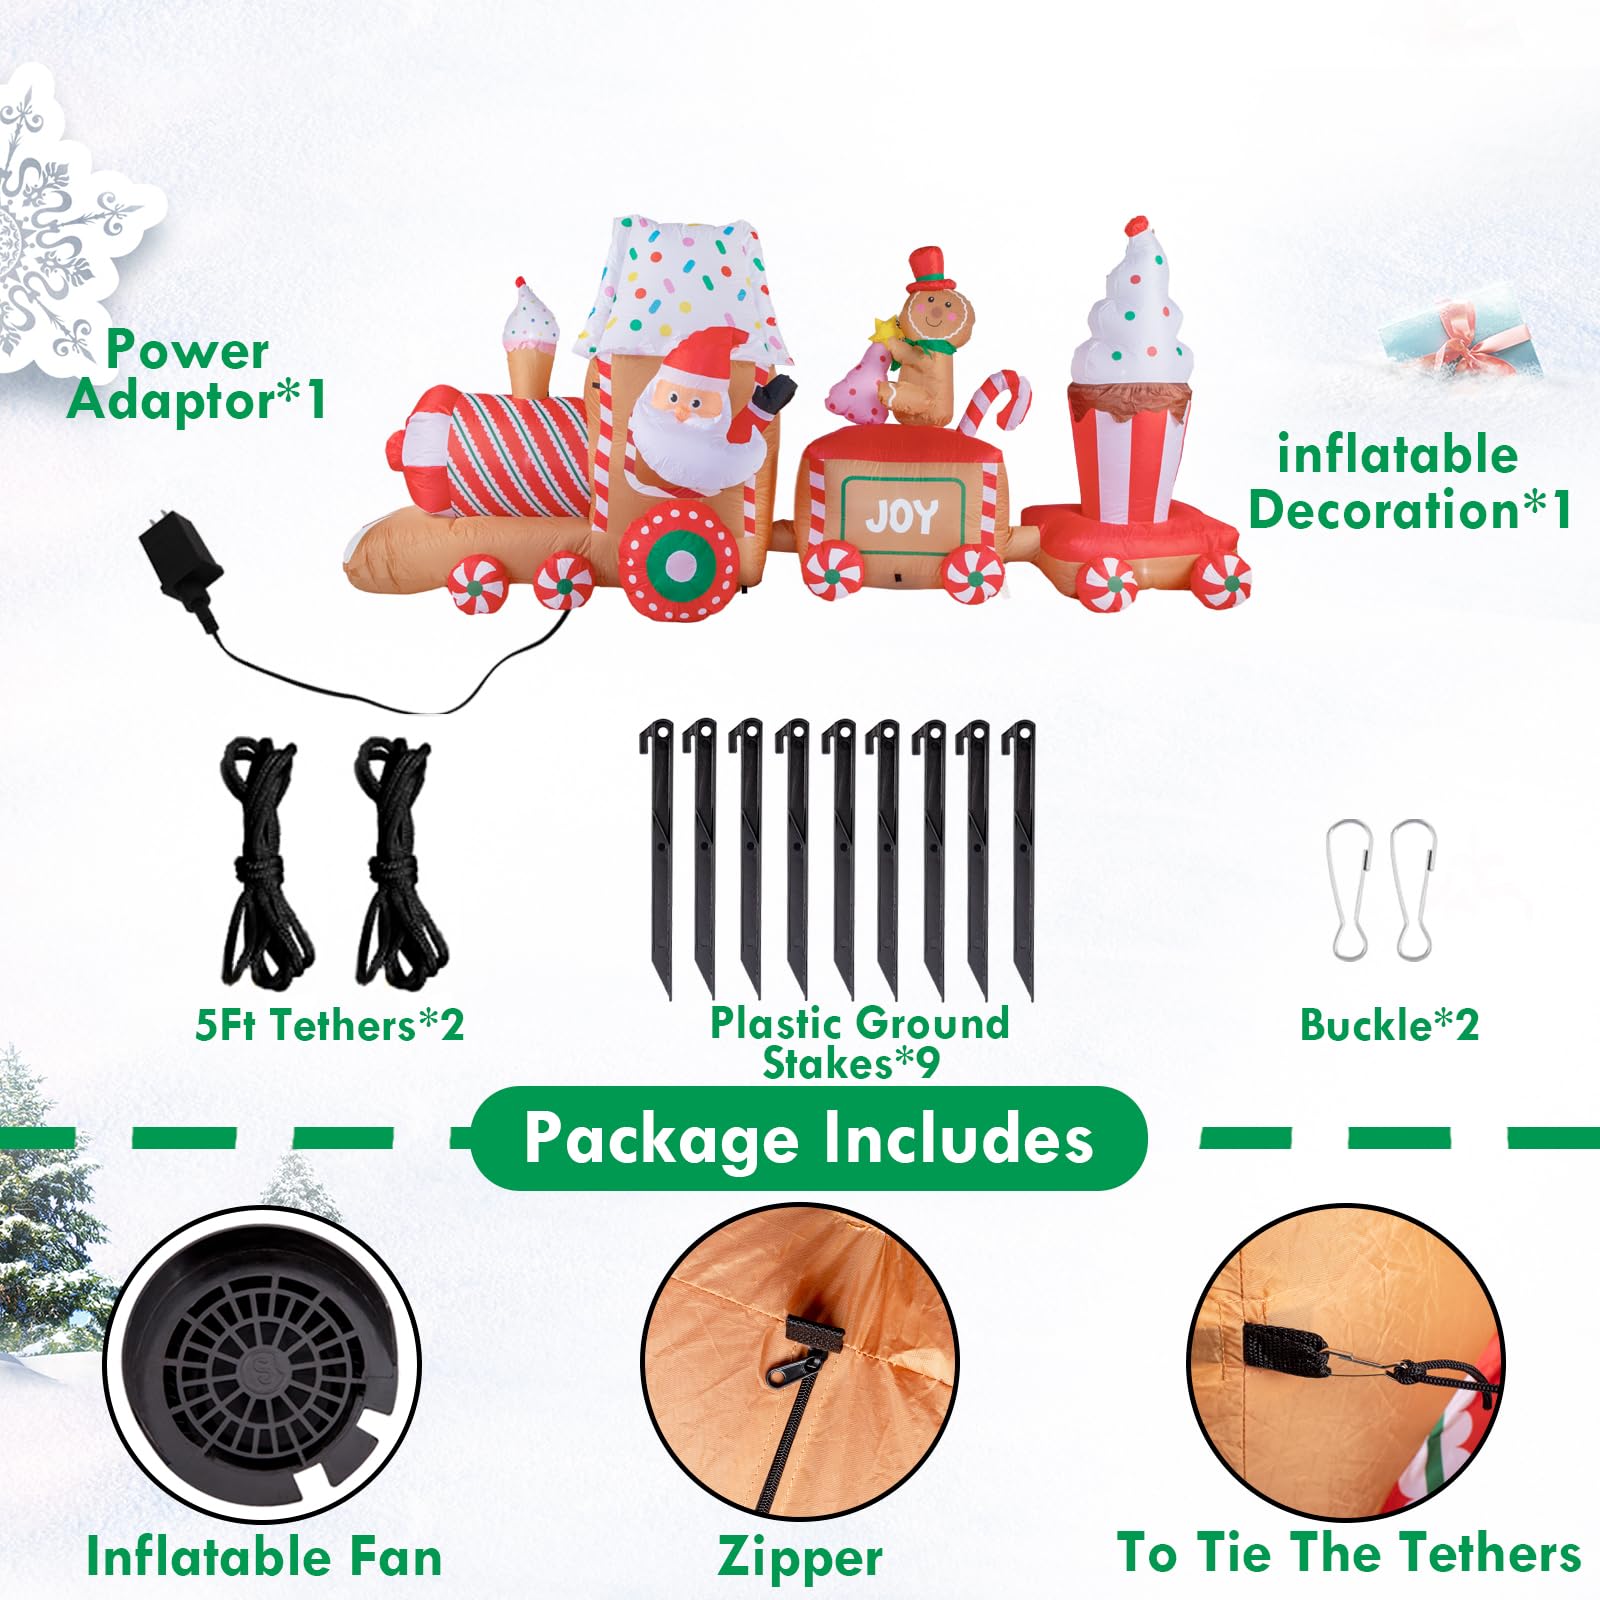 Power
Adaptor*1
inflatable
Decoration*1
JOY
5Ft Tethers*2
Plastic Ground
Stakes*9
Buckle*2
Package Includes
Inflatable Fan
Zipper
To Tie The Tethers